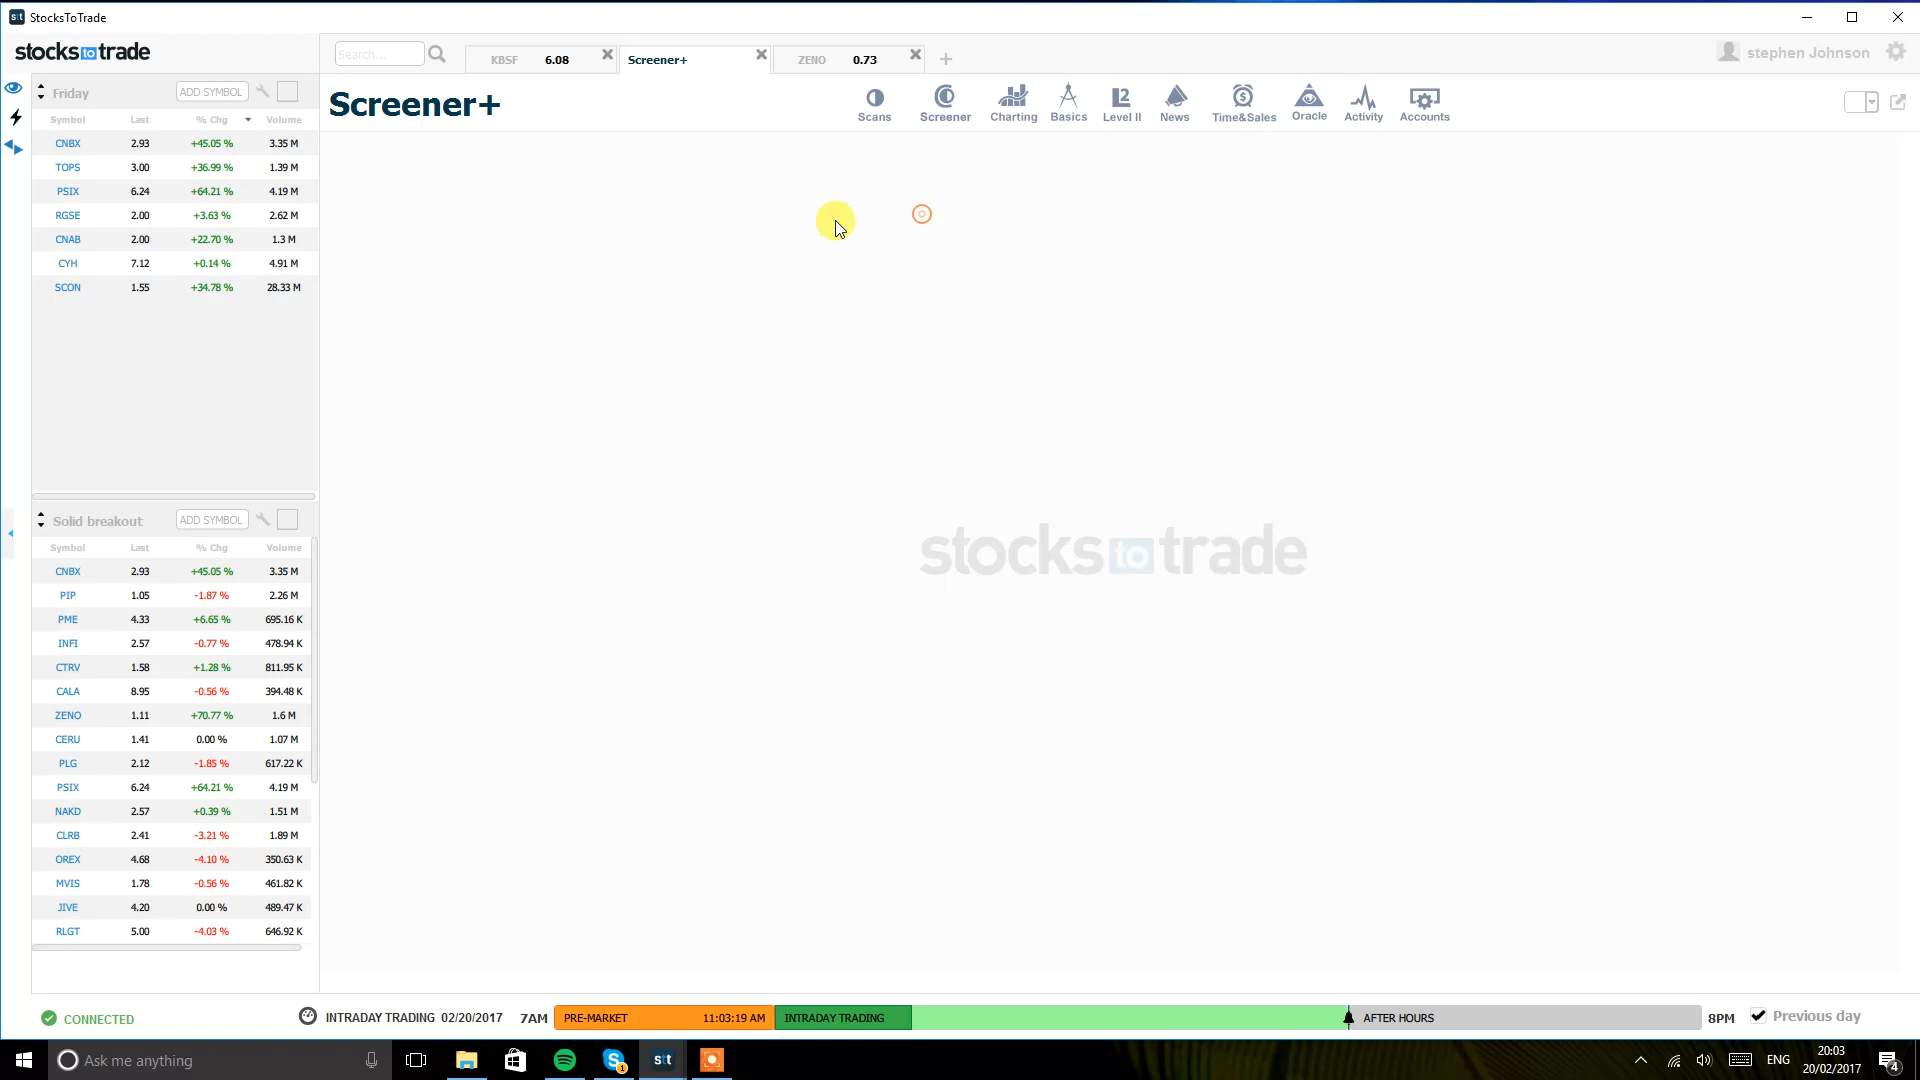 StocksToTrade
stockstotrade
Search...
KBSF 6.08
Screener+
ZENO 0.73
stephen Johnson
Friday
ADD SYMBOL
Symbol Last % Chg Volume
CNBX 2.93 +45.05 % 3.35 M
TOPS 3.00 +36.99 % 1.39 M
PSIX 6.24 +64.21 % 4.19 M
RGSE 2.00 +3.63 % 2.62 M
CNAB 2.00 +22.70 % 1.3 M
CYH 7.12 +0.14 % 4.91 M
SCON 1.55 +34.78 % 28.33 M
Solid breakout
ADD SYMBOL
Symbol Last % Chg Volume
CNBX 2.93 +45.05 % 3.35 M
PIP 1.05 -1.87 % 2.26 M
PME 4.33 +6.65 % 695.16 K
INFI 2.57 -0.77 % 478.94 K
CTRV 1.58 +1.28 % 811.95 K
CALA 8.95 -0.56 % 394.48 K
ZENO 1.11 +70.77 % 1.6 M
CERU 1.41 0.00 % 1.07 M
PLG 2.12 -1.85 % 617.22 K
PSIX 6.24 +64.21 % 4.19 M
NAKD 2.57 +0.39 % 1.51 M
CLRB 2.41 -3.21 % 1.89 M
OREX 4.68 -4.10 % 350.63 K
MVIS 1.78 -0.56 % 461.82 K
JIVE 4.20 0.00 % 489.47 K
RLGT 5.00 -4.03 % 646.92 K
Screener+
Scans Screener Charting Basics Level II News Time&Sales Oracle Activity Accounts
stockstotrade
CONNECTED
INTRADAY TRADING 02/20/2017 7AM PRE-MARKET 11:03:19 AM INTRADAY TRADING AFTER HOURS 8PM Previous day
Ask me anything
stt
ENG
20:03
20/02/2017
4